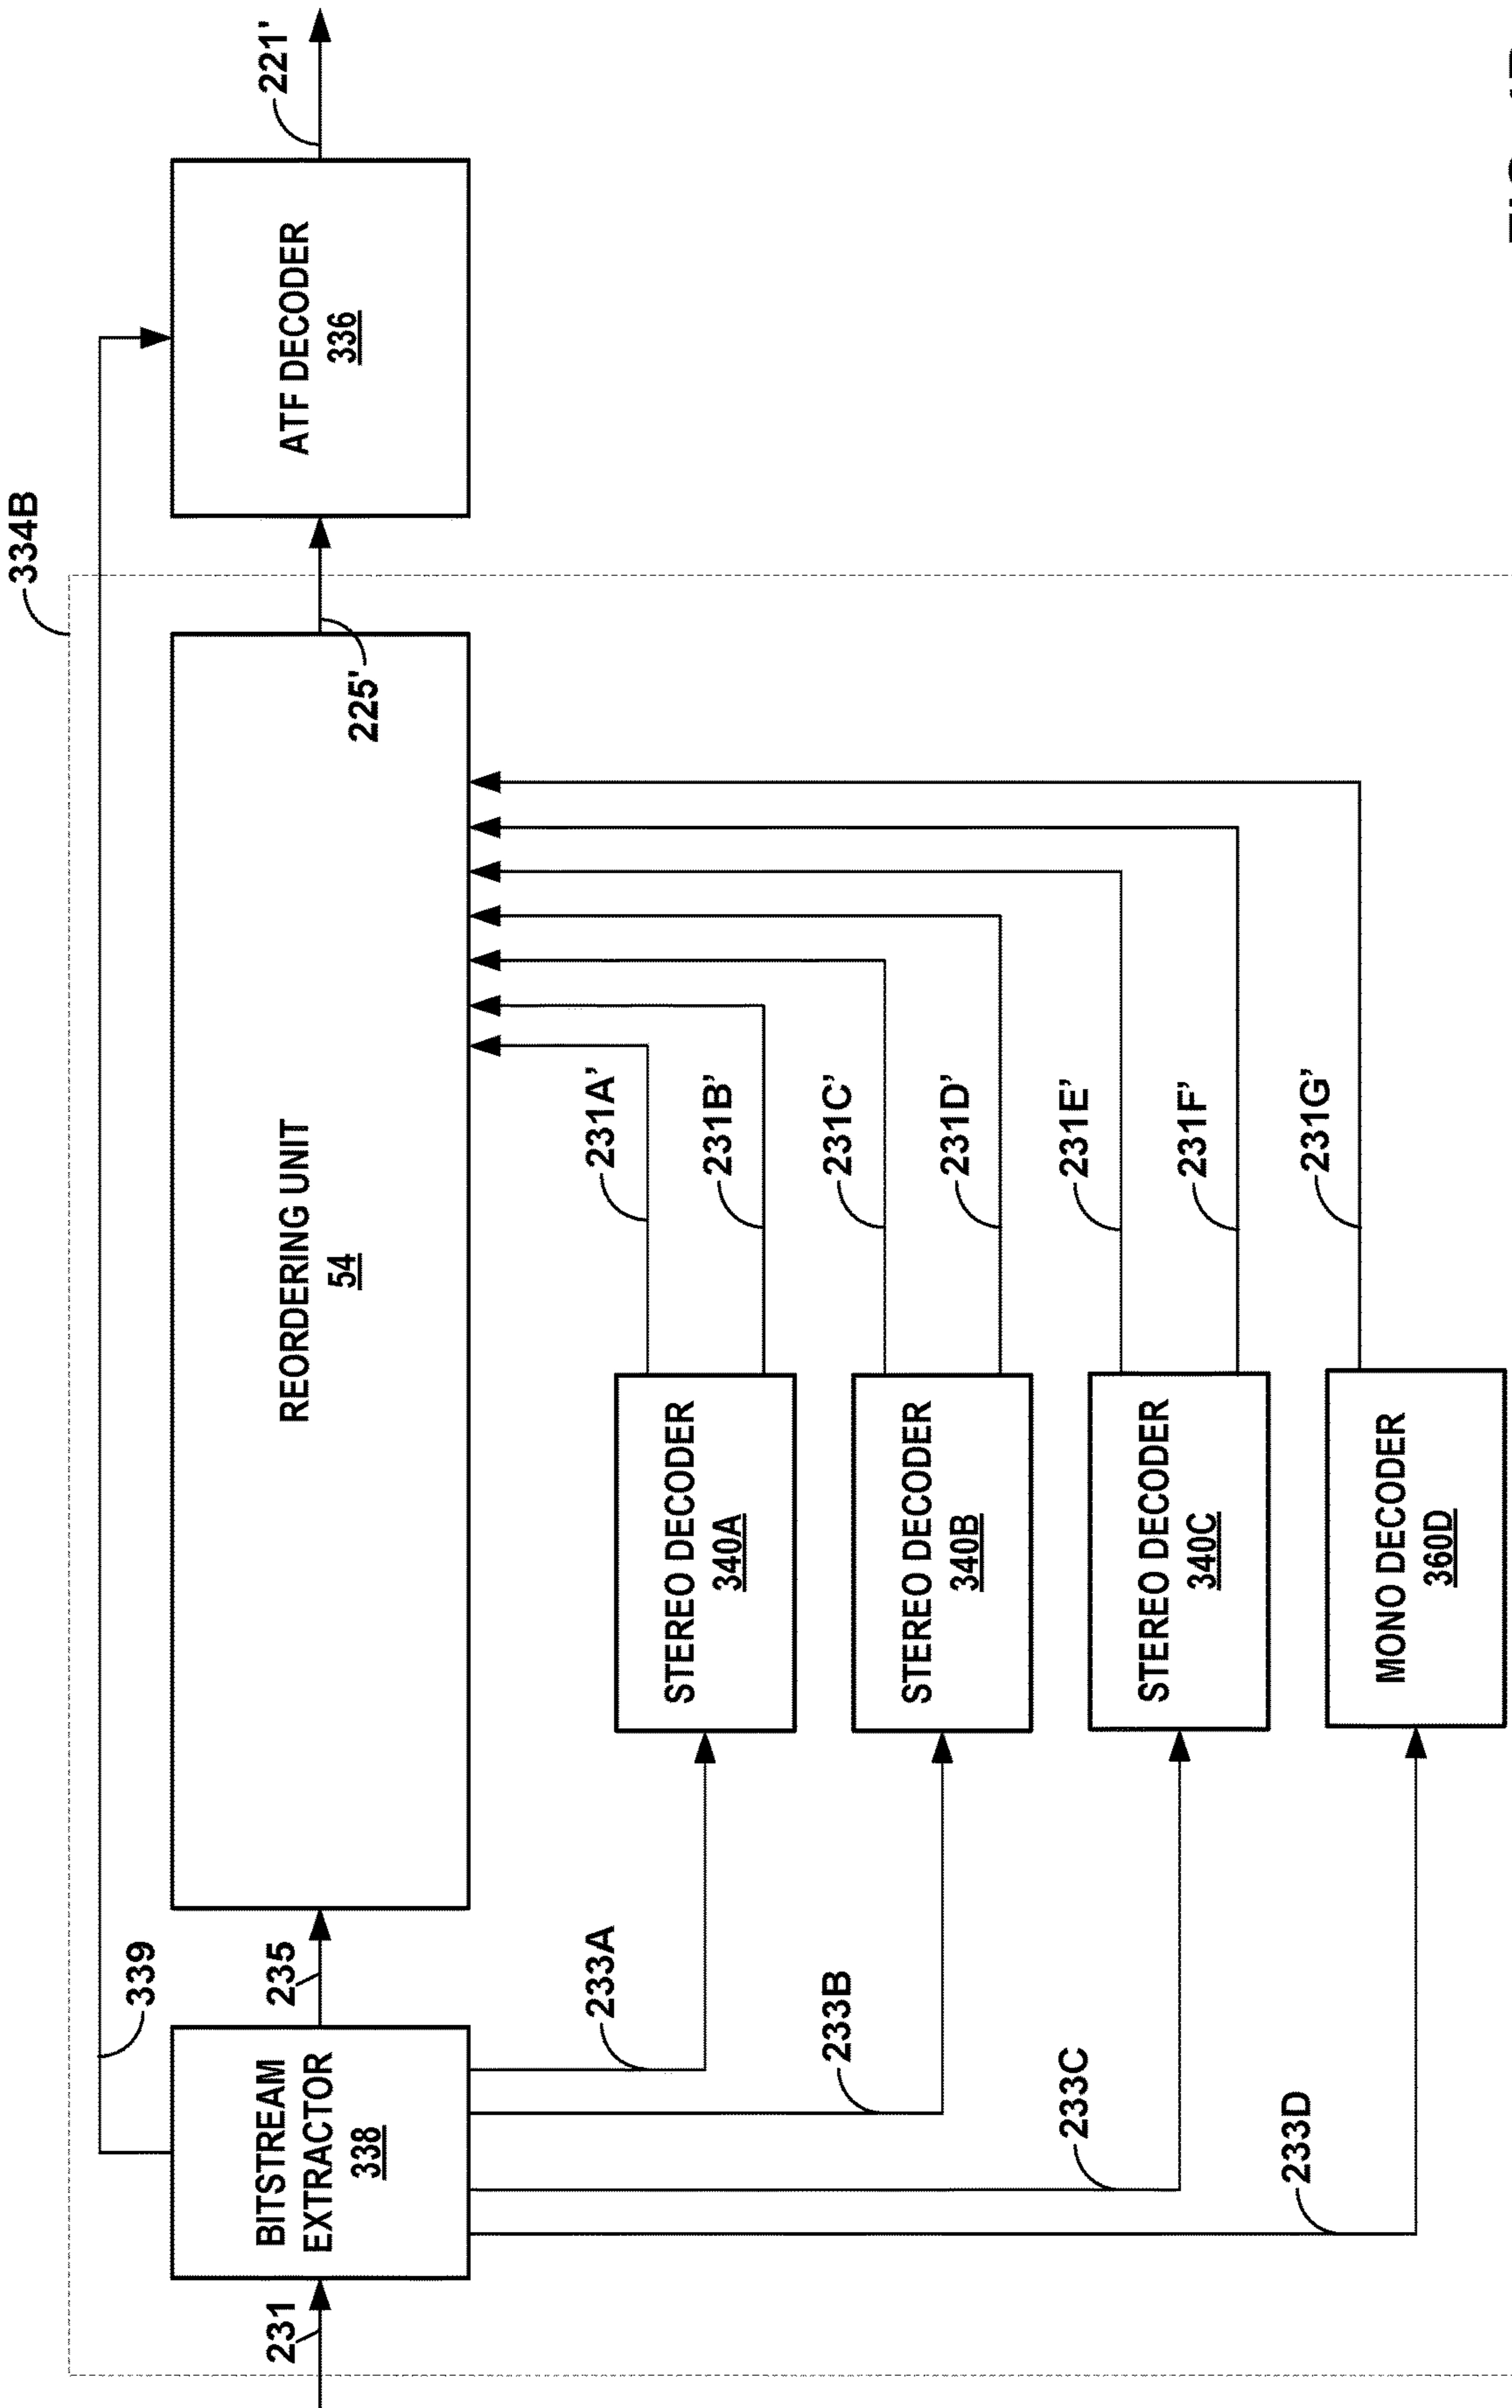 334B
339
231
BITSTREAM
EXTRACTOR
338
235
REORDERING UNIT
54
225'
ATF DECODER
336
221'
233A
STEREO DECODER
340A
231A'
231B'
233B
STEREO DECODER
340B
231C'
231D'
233C
STEREO DECODER
340C
231E'
231F'
233D
MONO DECODER
360D
231G'